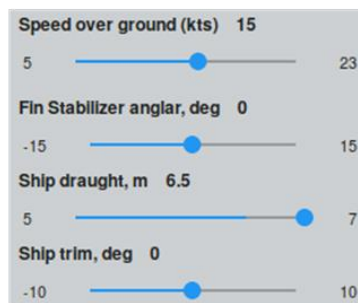 Speed over ground (kts) 15
5 23
Fin Stabilizer anglar, deg 0
-15 15
Ship draught, m 6.5
5 7
Ship trim, deg 0
-10 10